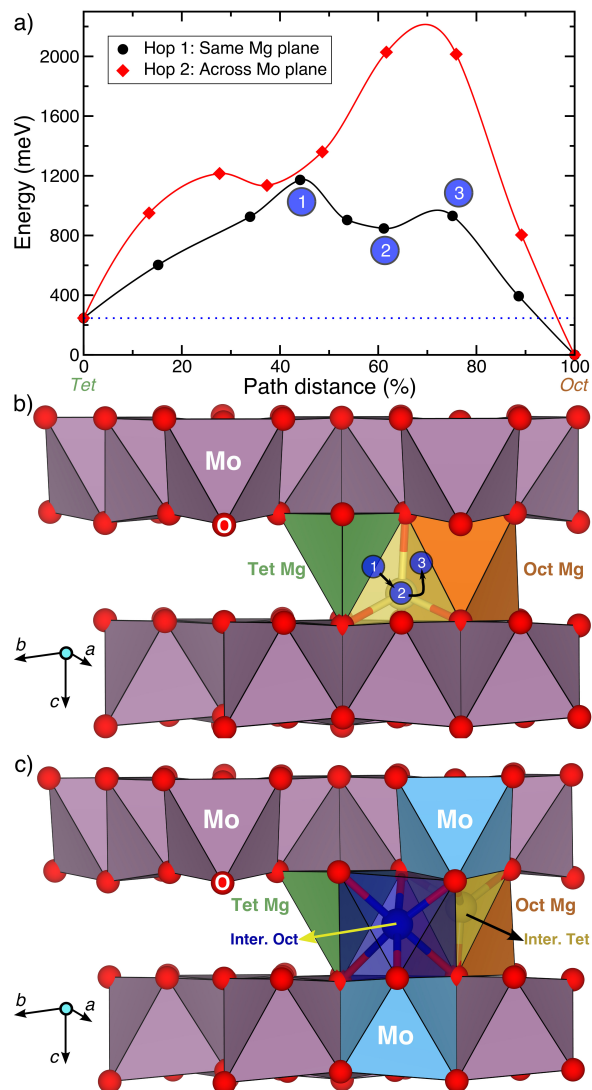 a)
Hop 1: Same Mg plane
Hop 2: Across Mo plane
Energy (meV)
2000
1600
1200
800
400
0
1
2
3
0 20 40 60 80 100
Tet Path distance (%) Oct
b)
Mo
O
Tet Mg
1
2
3
Oct Mg
b
a
c
c)
Mo
Mo
O
Tet Mg
Oct Mg
Inter. Oct
Inter. Tet
Mo
b
a
c